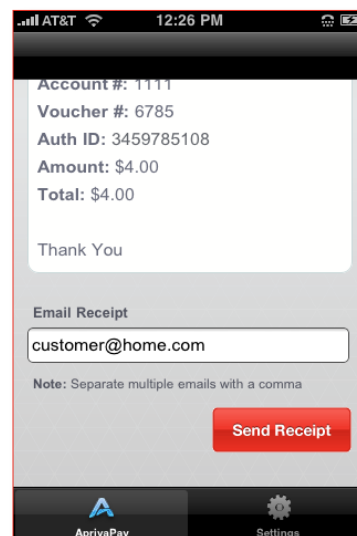 AT&T 12:26 PM
Account #: 1111
Voucher #: 6785
Auth ID: 3459785108
Amount: $4.00
Total: $4.00
Thank You
Email Receipt
customer@home.com
Note: Separate multiple emails with a comma
Send Receipt
AprivaPay Settings